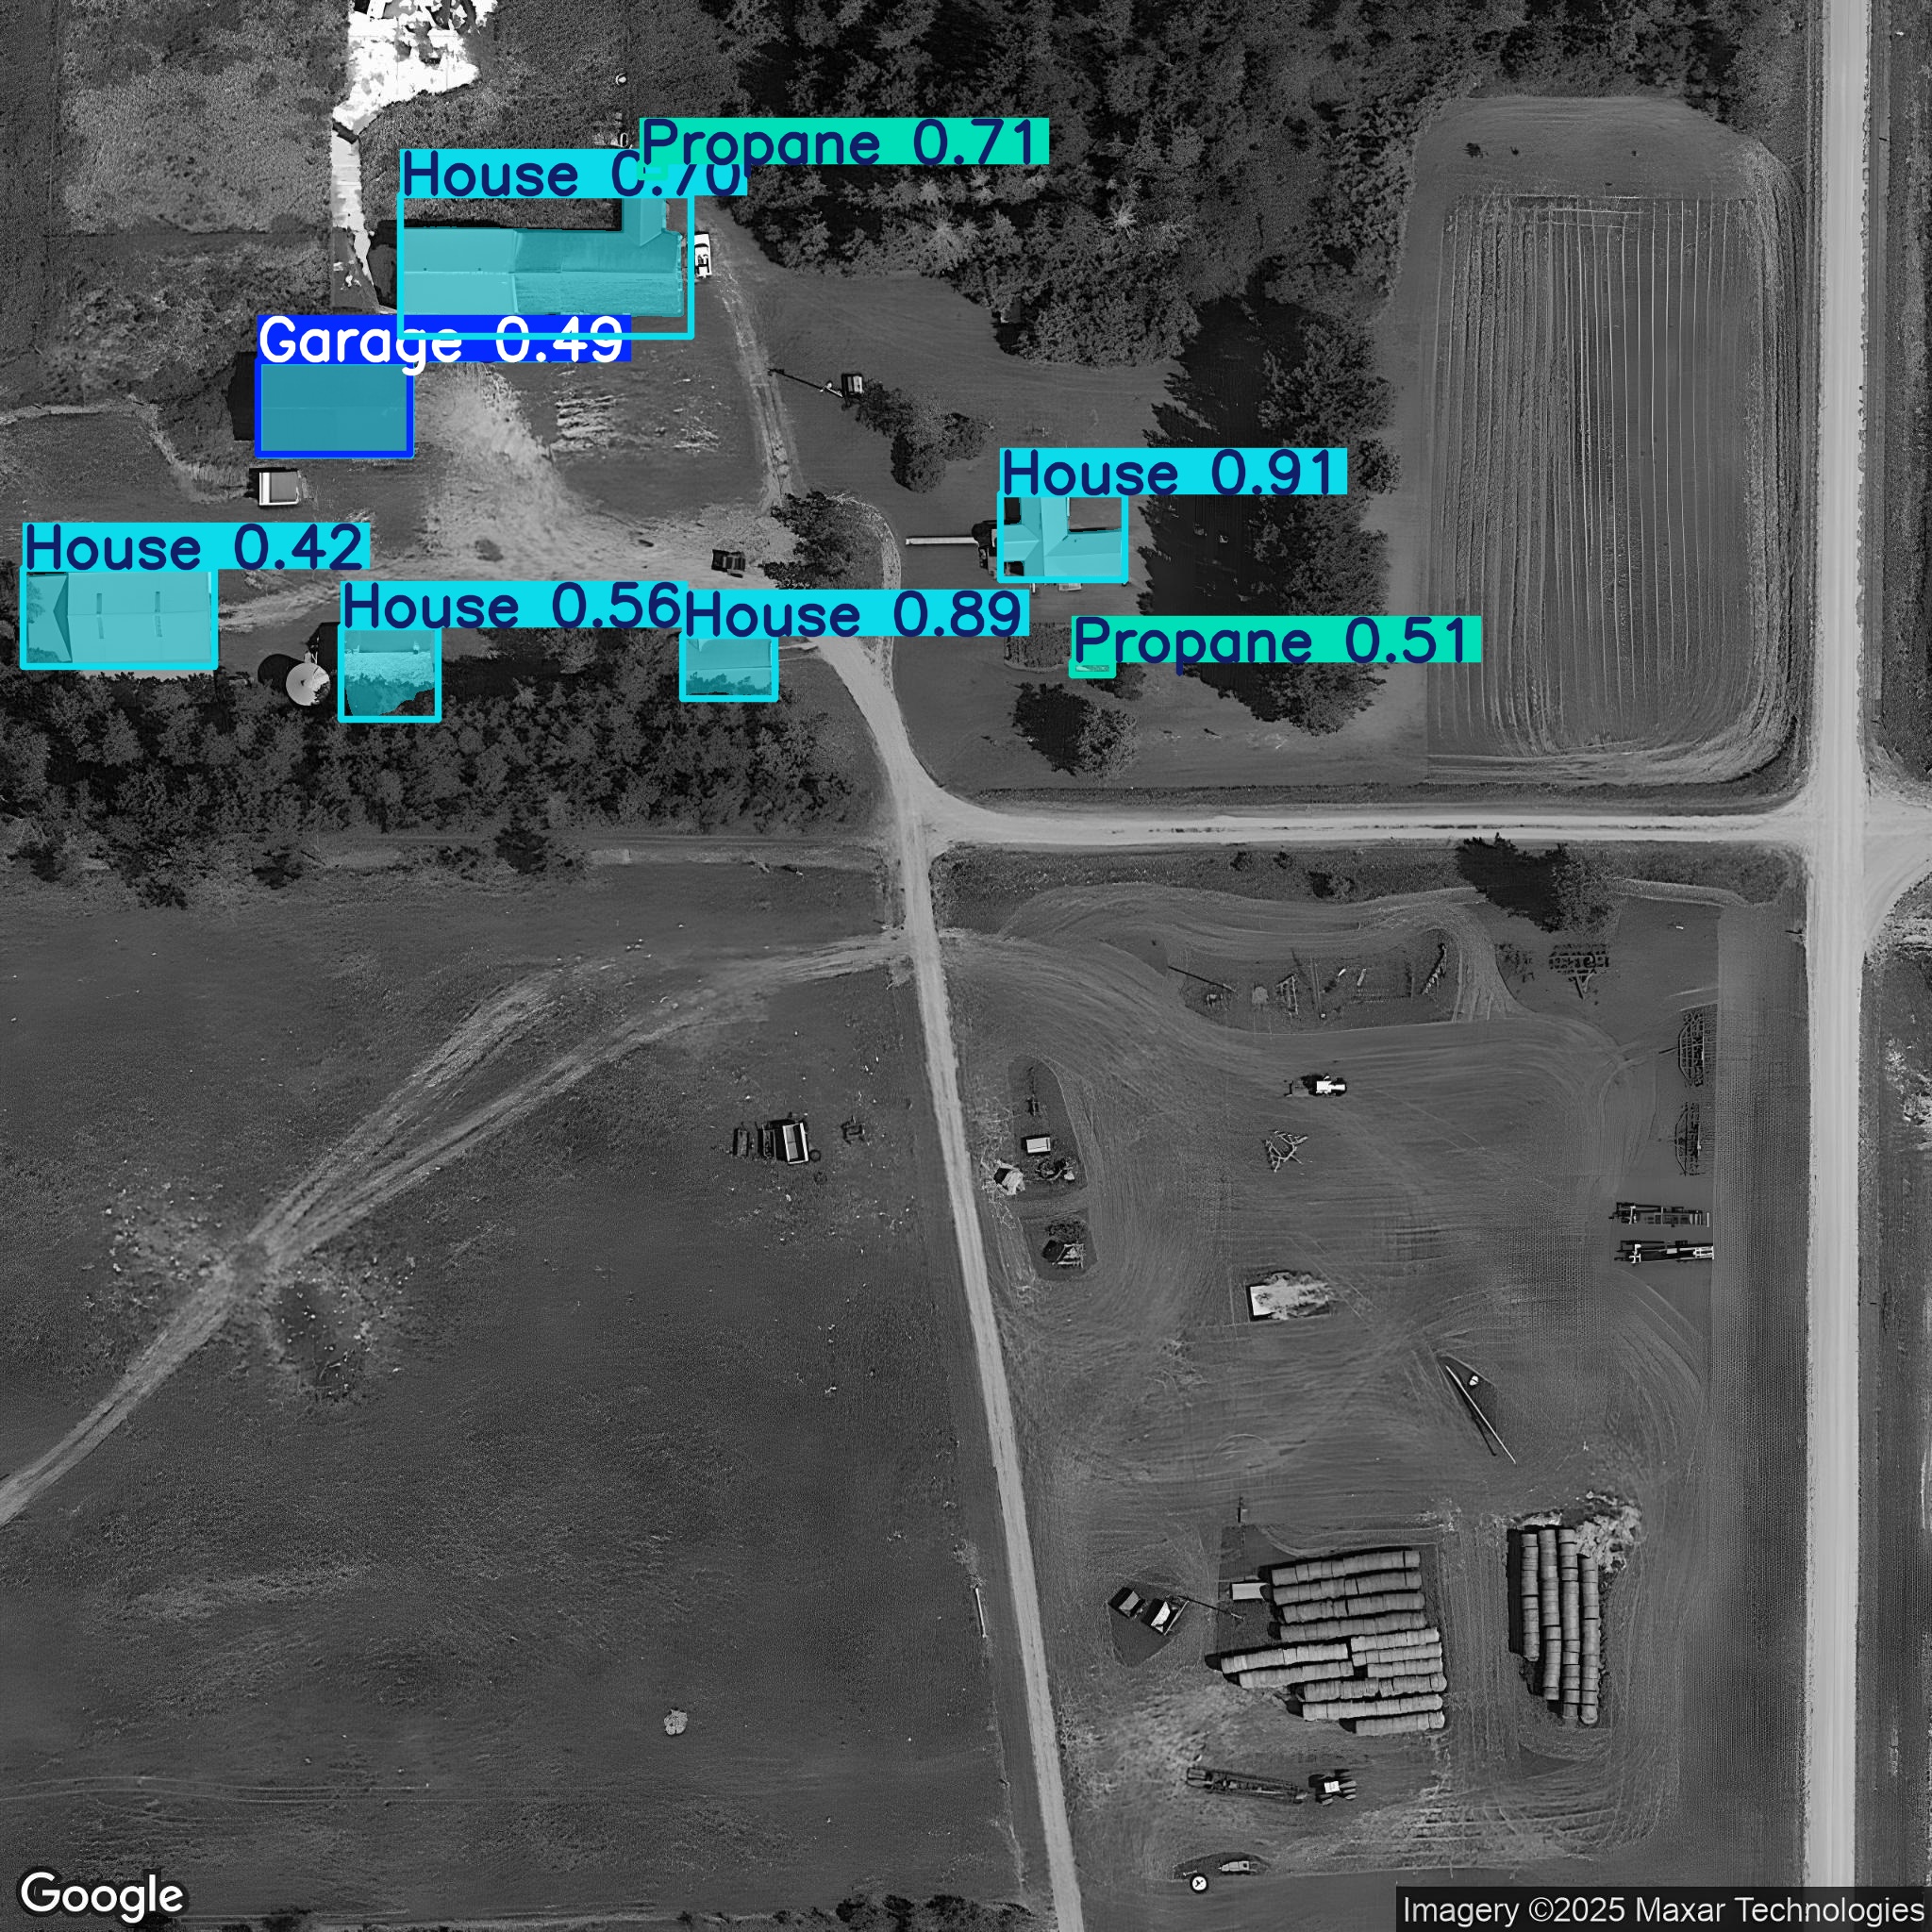 Propane 0.71
House 0.70
Garage 0.49
House 0.91
House 0.42
House 0.56
House 0.89
Propane 0.51
Google
Imagery ©2025 Maxar Technologies